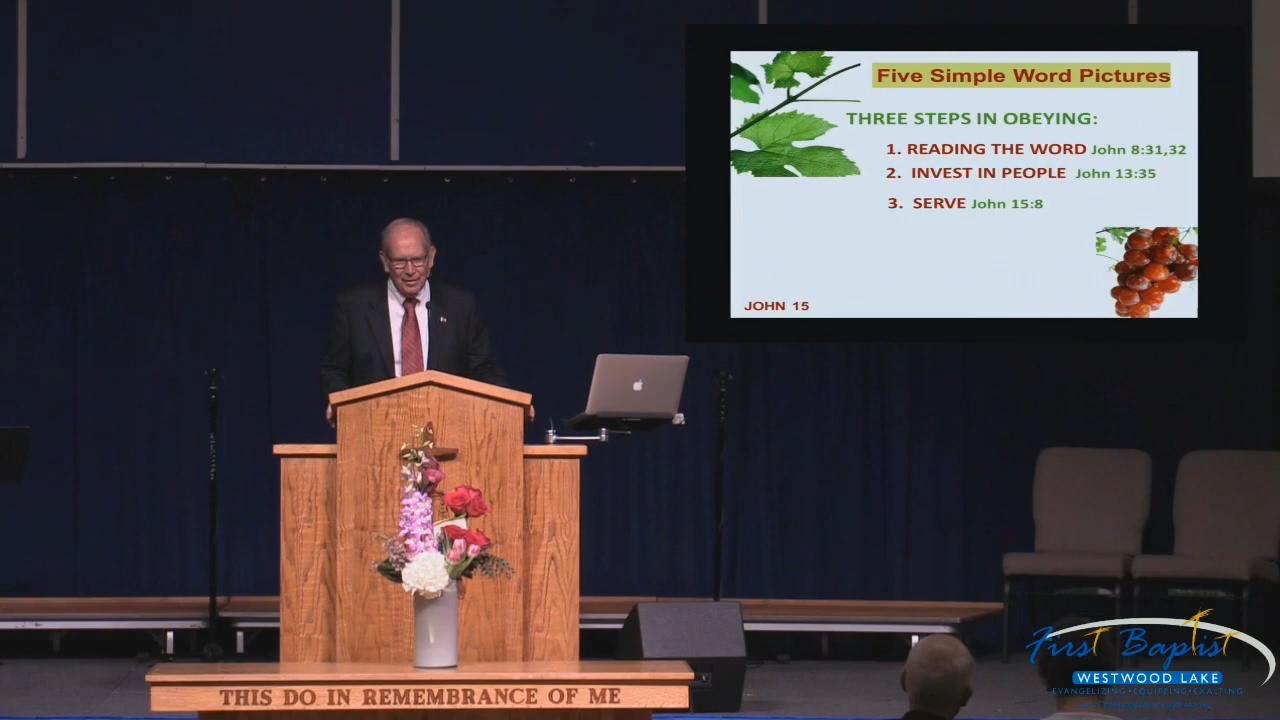 Five Simple Word Pictures
THREE STEPS IN OBEYING:
1. READING THE WORD John 8:31,32
2. INVEST IN PEOPLE John 13:35
3. SERVE John 15:8
JOHN 15
THIS DO IN REMEMBRANCE OF ME
First Baptist
WESTWOOD LAKE
EVANGELIZING•EQUIPPING•EXALTING